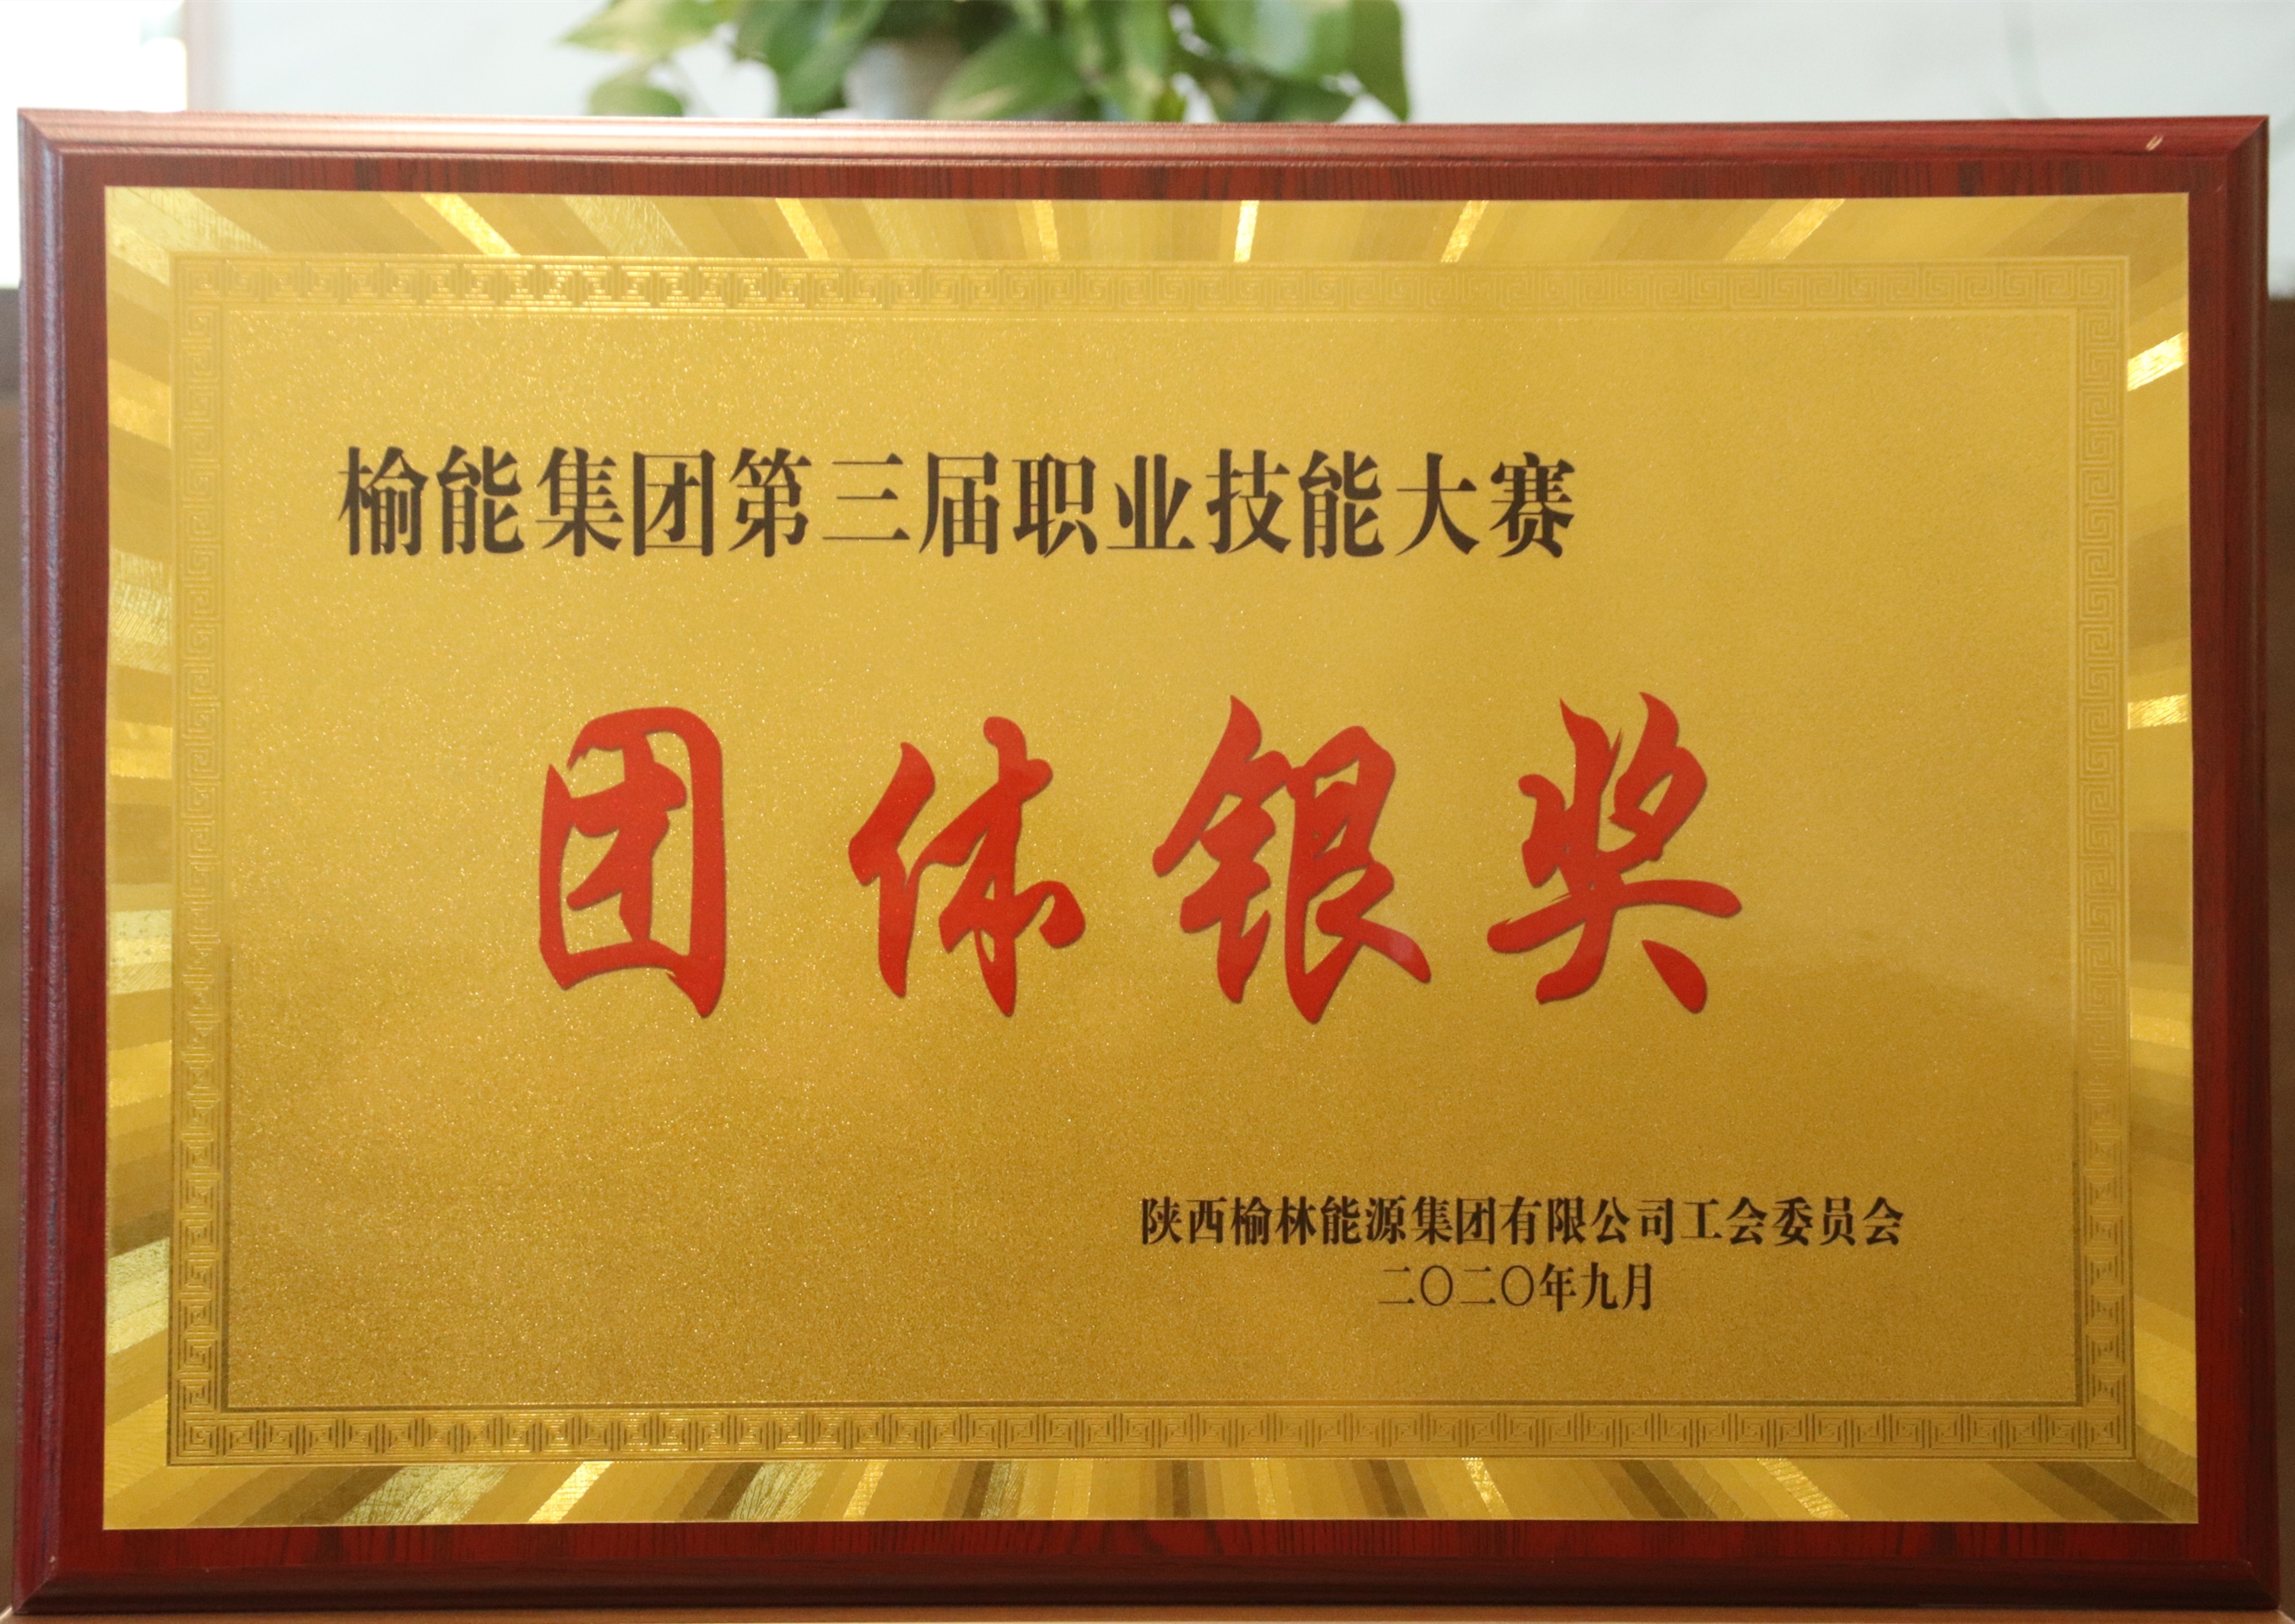 榆能集团第三届职业技能大赛
团体银奖
陕西榆林能源集团有限公司工会委员会
二〇二〇年九月